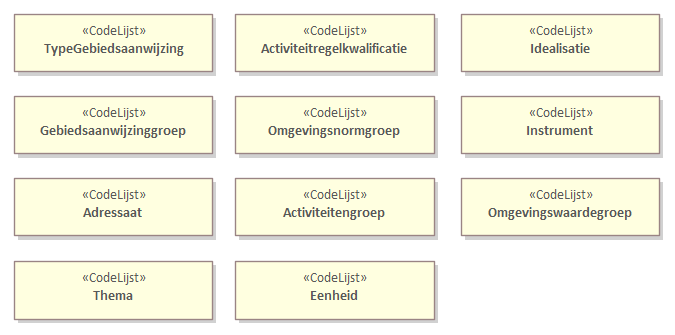 «CodeLijst»
TypeGebiedsaanwijzing
«CodeLijst»
Activiteitregelkwalificatie
«CodeLijst»
Idealisatie
«CodeLijst»
Gebiedsaanwijzinggroep
«CodeLijst»
Omgevingsnormgroep
«CodeLijst»
Instrument
«CodeLijst»
Adressaat
«CodeLijst»
Activiteitengroep
«CodeLijst»
Omgevingswaardegroep
«CodeLijst»
Thema
«CodeLijst»
Eenheid